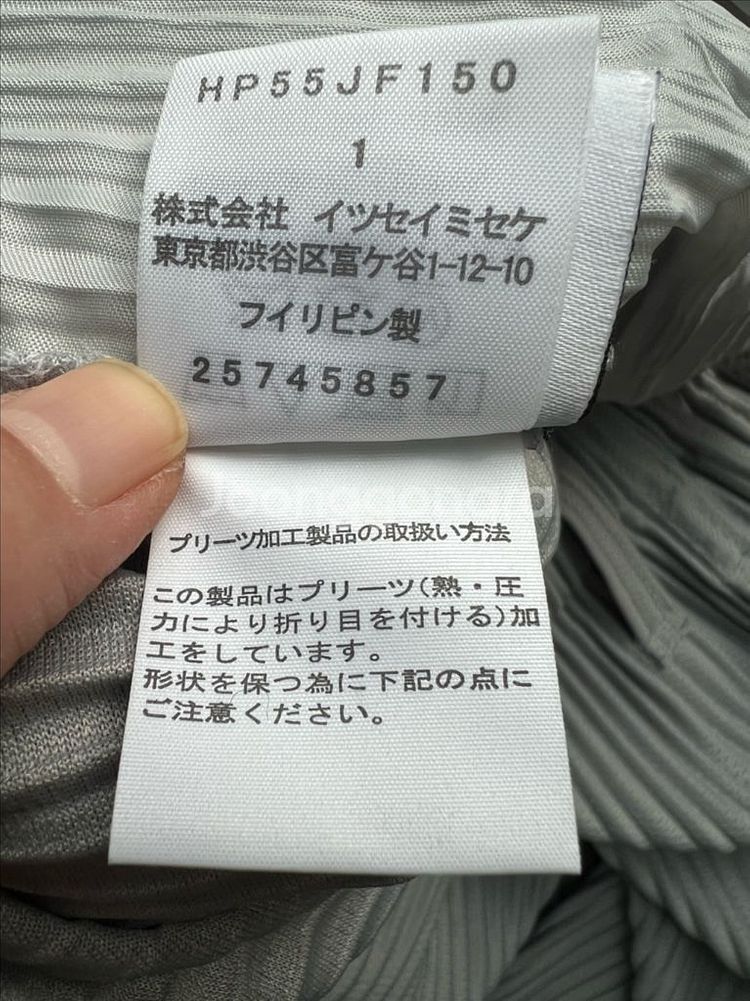 HP55JF150
1
株式会社 イツセイミセケ
東京都渋谷区富ケ谷1-12-10
フイリピン製
25745857
プリーツ加工製品の取扱い方法
この製品はプリーツ(熟・圧
力により折り目を付ける)加
工をしています。
形状を保つ為に下記の点に
ご注意ください。